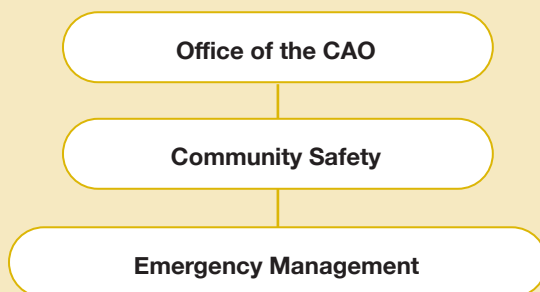 Office of the CAO
Community Safety
Emergency Management